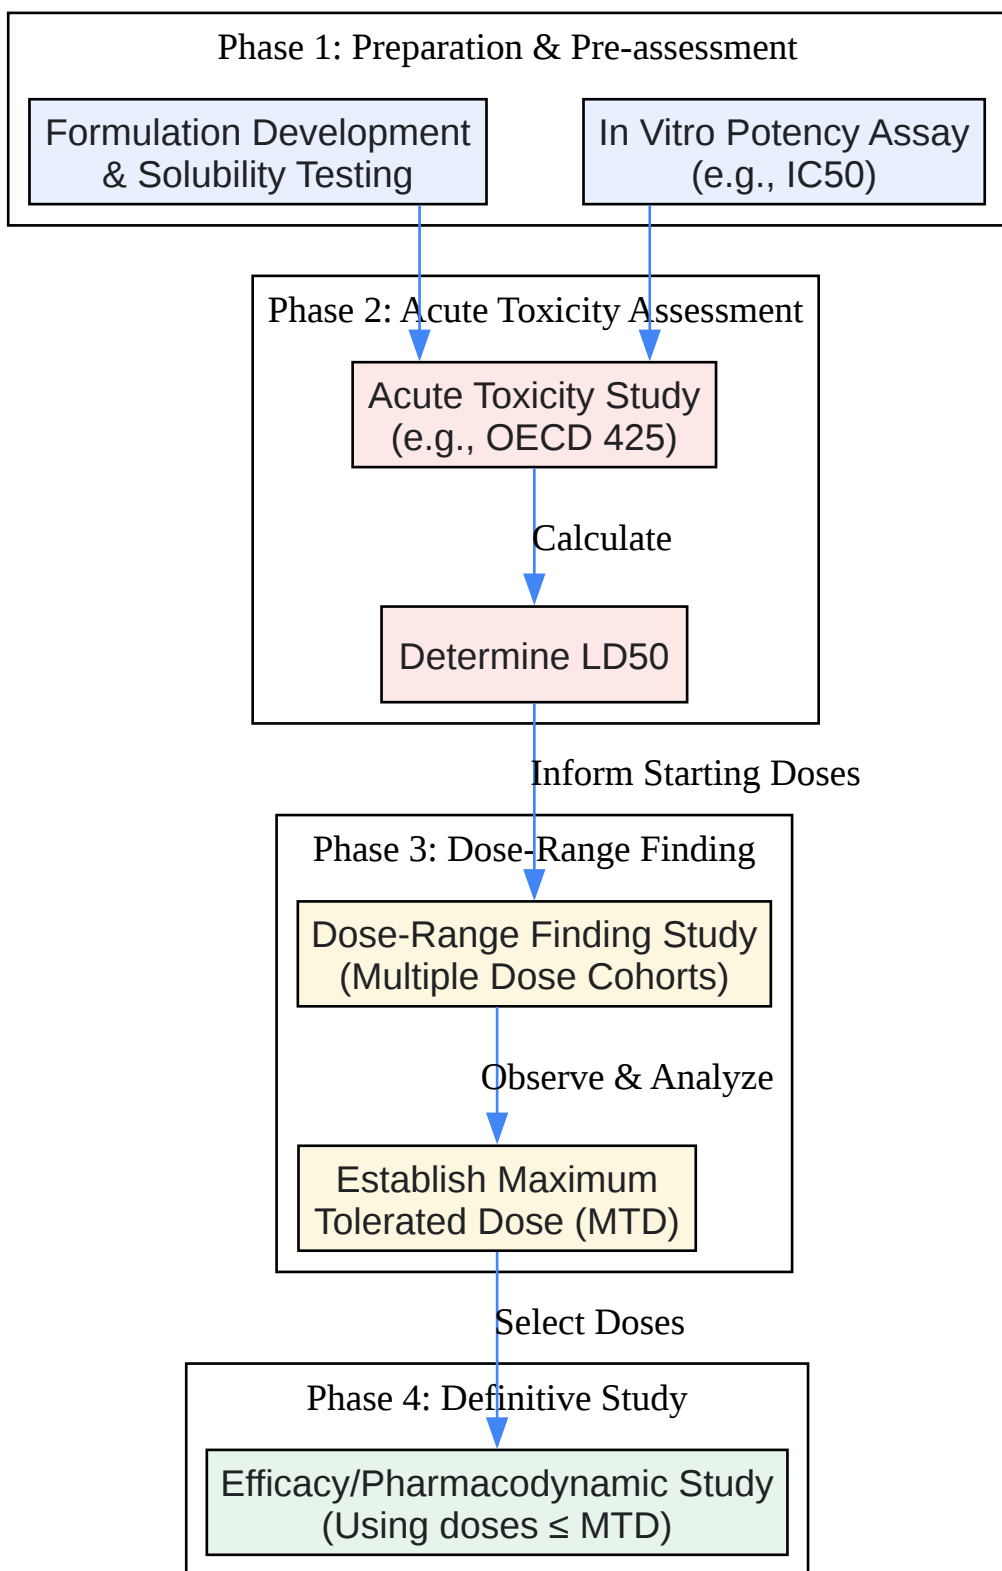 Phase 1: Preparation & Pre-assessment
Formulation Development
& Solubility Testing
In Vitro Potency Assay
(e.g., IC50)
Phase 2: Acute Toxicity Assessment
Acute Toxicity Study
(e.g., OECD 425)
Calculate
Determine LD50
Inform Starting Doses
Phase 3: Dose-Range Finding
Dose-Range Finding Study
(Multiple Dose Cohorts)
Observe & Analyze
Establish Maximum
Tolerated Dose (MTD)
Select Doses
Phase 4: Definitive Study
Efficacy/Pharmacodynamic Study
(Using doses ≤ MTD)